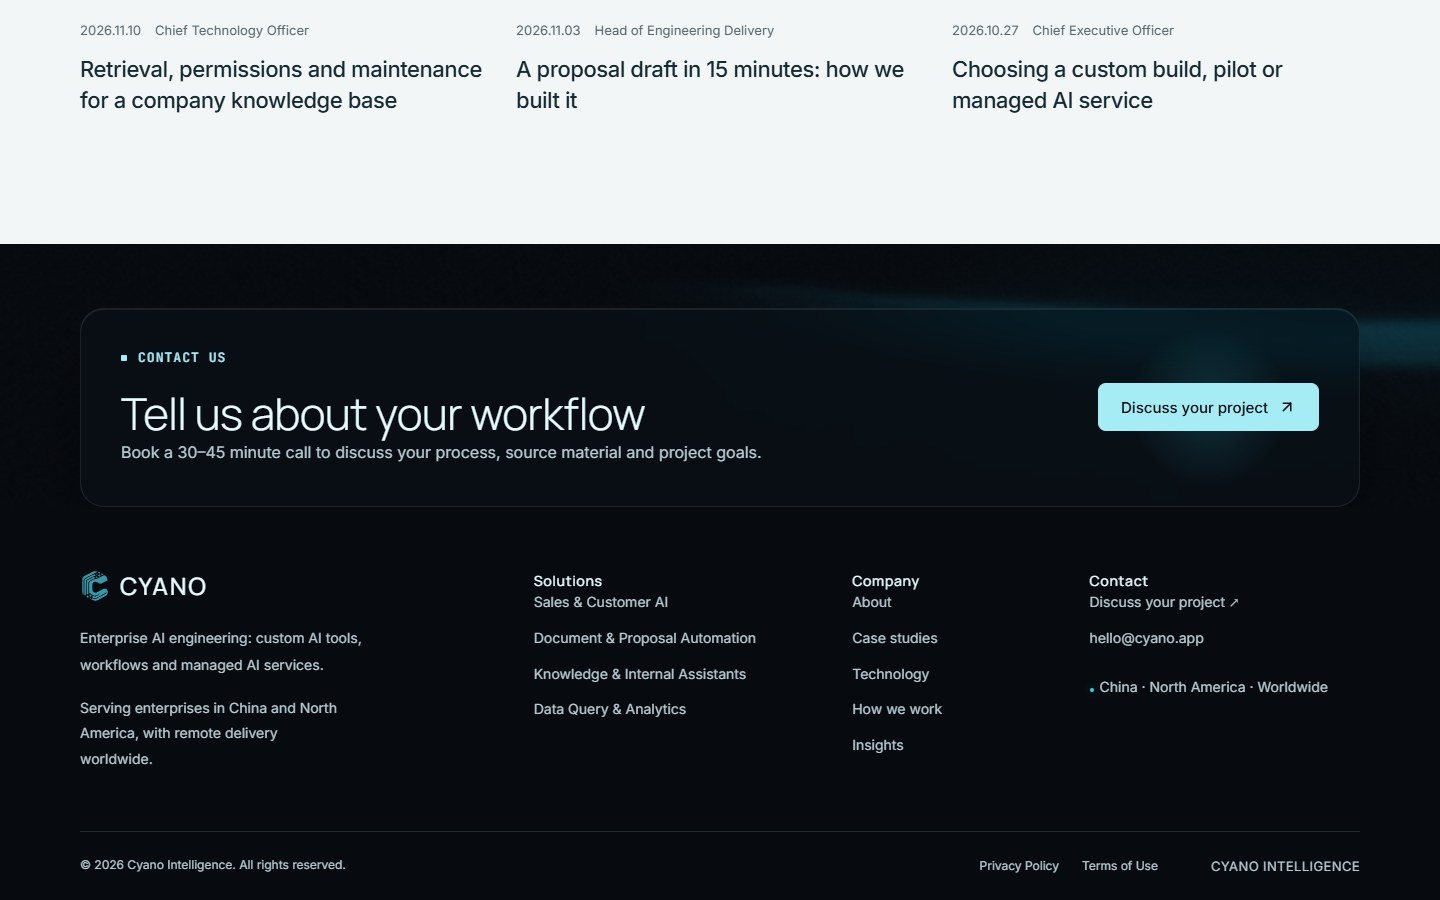 2026.11.10 Chief Technology Officer
Retrieval, permissions and maintenance
for a company knowledge base
2026.11.03 Head of Engineering Delivery
A proposal draft in 15 minutes: how we
built it
2026.10.27 Chief Executive Officer
Choosing a custom build, pilot or
managed AI service
CONTACT US
Tell us about your workflow
Book a 30–45 minute call to discuss your process, source material and project goals.
Discuss your project ↗
CYANO
Enterprise AI engineering: custom AI tools,
workflows and managed AI services.
Serving enterprises in China and North
America, with remote delivery
worldwide.
Solutions
Sales & Customer AI
Document & Proposal Automation
Knowledge & Internal Assistants
Data Query & Analytics
Company
About
Case studies
Technology
How we work
Insights
Contact
Discuss your project ↗
hello@cyano.app
China · North America · Worldwide
© 2026 Cyano Intelligence. All rights reserved.
Privacy Policy
Terms of Use
CYANO INTELLIGENCE